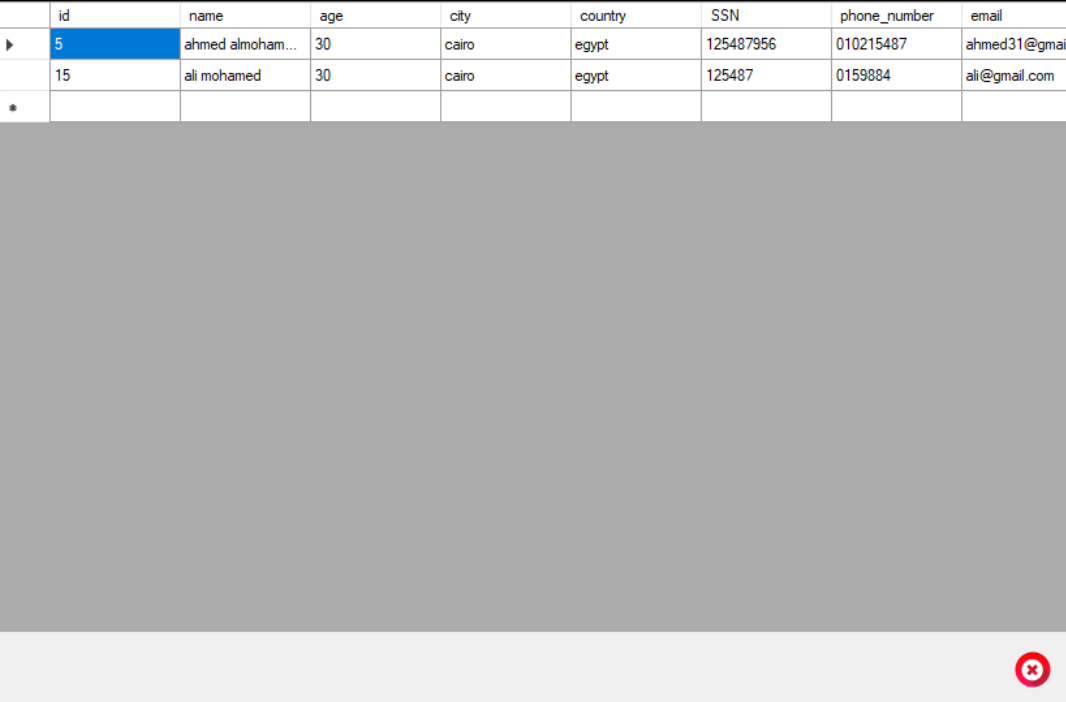 id name age city country SSN phone_number email
5 ahmed almoham... 30 cairo egypt 125487956 010215487 ahmed31@gmai
15 ali mohamed 30 cairo egypt 125487 0159884 ali@gmail.com